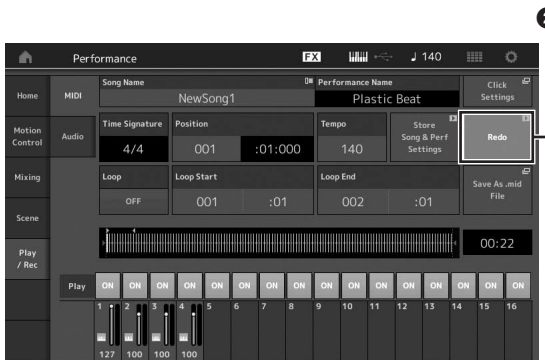 Performance FX 140
Home MIDI Song Name NewSong1 Performance Name Plastic Beat Click Settings
Motion Control Audio Time Signature 4/4 Position 001 :01:000 Tempo 140 Store Song & Perf Settings Redo
Mixing Loop OFF Loop Start 001 :01 Loop End 002 :01 Save As .mid File
Scene
00:22
Play / Rec
Play ON ON ON ON ON ON ON ON ON ON ON ON ON ON ON ON
1 2 3 4 5 6 7 8 9 10 11 12 13 14 15 16
127 100 100 100